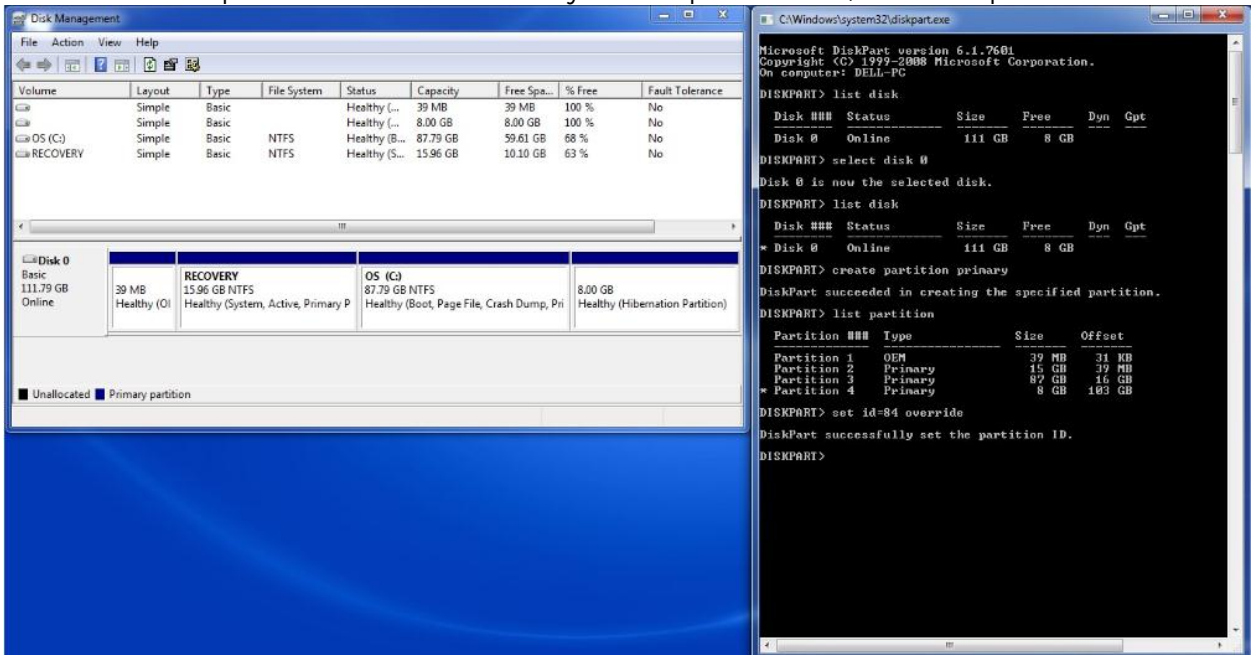 Disk Management
File Action View Help
Volume Layout Type File System Status Capacity Free Spa... % Free Fault Tolerance
Simple Basic Healthy (... 39 MB 39 MB 100 % No
Simple Basic Healthy (... 8.00 GB 8.00 GB 100 % No
OS (C:) Simple Basic NTFS Healthy (B... 87.79 GB 59.61 GB 68 % No
RECOVERY Simple Basic NTFS Healthy (S... 15.96 GB 10.10 GB 63 % No
Disk 0
Basic
111.79 GB
Online
39 MB
Healthy (OI
RECOVERY
15.96 GB NTFS
Healthy (System, Active, Primary P
OS (C:)
87.79 GB NTFS
Healthy (Boot, Page File, Crash Dump, Pri
8.00 GB
Healthy (Hibernation Partition)
Unallocated Primary partition
C:\Windows\system32\diskpart.exe
Microsoft DiskPart version 6.1.7601
Copyright (C) 1999-2008 Microsoft Corporation.
On computer: DELL-PC
DISKPART> list disk
Disk ### Status Size Free Dyn Gpt
Disk 0 Online 111 GB 8 GB
DISKPART> select disk 0
Disk 0 is now the selected disk.
DISKPART> list disk
Disk ### Status Size Free Dyn Gpt
* Disk 0 Online 111 GB 8 GB
DISKPART> create partition primary
DiskPart succeeded in creating the specified partition.
DISKPART> list partition
Partition ### Type Size Offset
Partition 1 OEM 39 MB 31 KB
Partition 2 Primary 15 GB 39 MB
Partition 3 Primary 87 GB 16 GB
* Partition 4 Primary 8 GB 103 GB
DISKPART> set id=84 override
DiskPart successfully set the partition ID.
DISKPART>